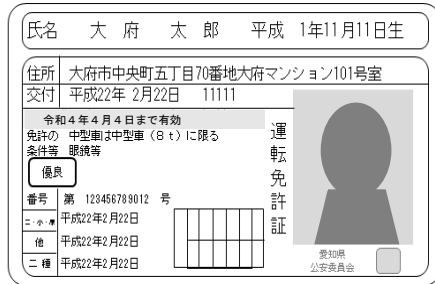 氏名 大府 太郎 平成 1年11月11日生
住所 大府市中央町五丁目70番地大府マンション101号室
交付 平成22年 2月22日 11111
令和4年4月4日まで有効
免許の 中型車は中型車(8t)に限る
条件等 眼鏡等
優良
番号 第 123456789012 号
二・小・原 平成22年2月22日
他 平成22年2月22日
二種 平成22年2月22日
運転免許証
愛知県
公安委員会